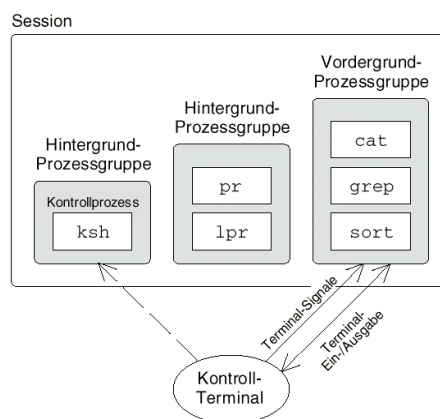 Session
Vordergrund-
Prozessgruppe
Hintergrund-
Prozessgruppe
Hintergrund-
Prozessgruppe
cat
grep
sort
pr
lpr
Kontrollprozess
ksh
Terminal-Signale
Terminal-
Ein-/Ausgabe
Kontroll-
Terminal